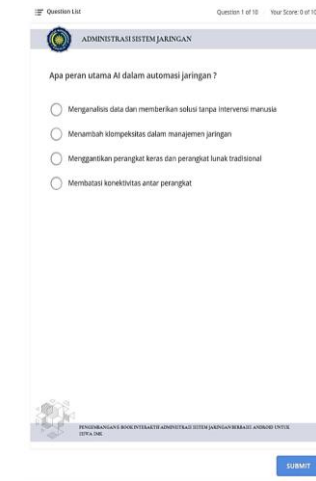 Question List
Question 1 of 10 Your Score: 0 of 10
ADMINISTRASI SISTEM JARINGAN
Apa peran utama AI dalam automasi jaringan ?
Menganalisis data dan memberikan solusi tanpa intervensi manusia
Menambah klompeksitas dalam manajemen jaringan
Menggantikan perangkat keras dan perangkat lunak tradisional
Membatasi konektivitas antar perangkat
PENGEMBANGAN E-BOOK INTERAKTIF ADMINISTRASI SISTEM JARINGAN BERBASIS ANDROID UNTUK
SISWA SMK
SUBMIT